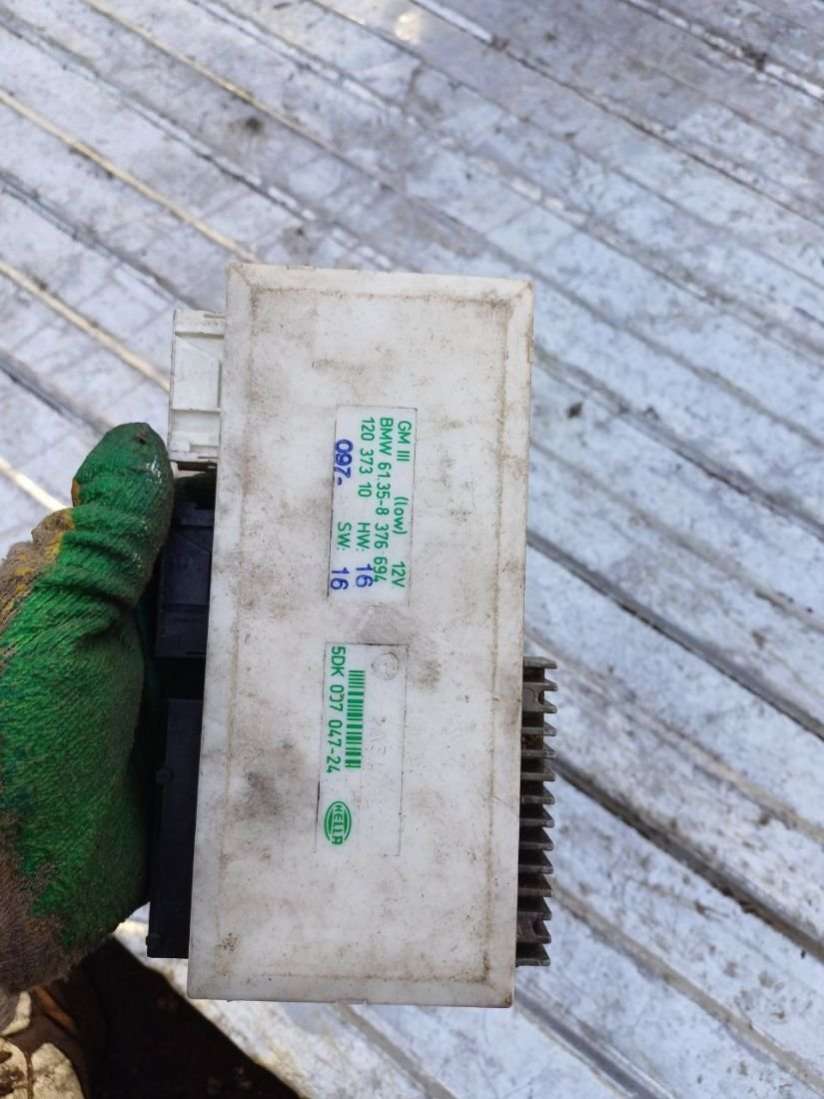 GM III (low) 12V
BMW 61.35-8 376 694
120 373 10 HW: 16
097- SW: 16
5DK 007 047-24
HELLA